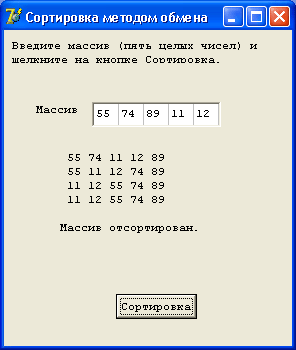 Сортировка методом обмена
Введите массив (пять целых чисел) и
щелкните на кнопке Сортировка.
Массив 55 74 89 11 12
55 74 11 12 89
55 11 12 74 89
11 12 55 74 89
11 12 55 74 89
Массив отсортирован.
Сортировка